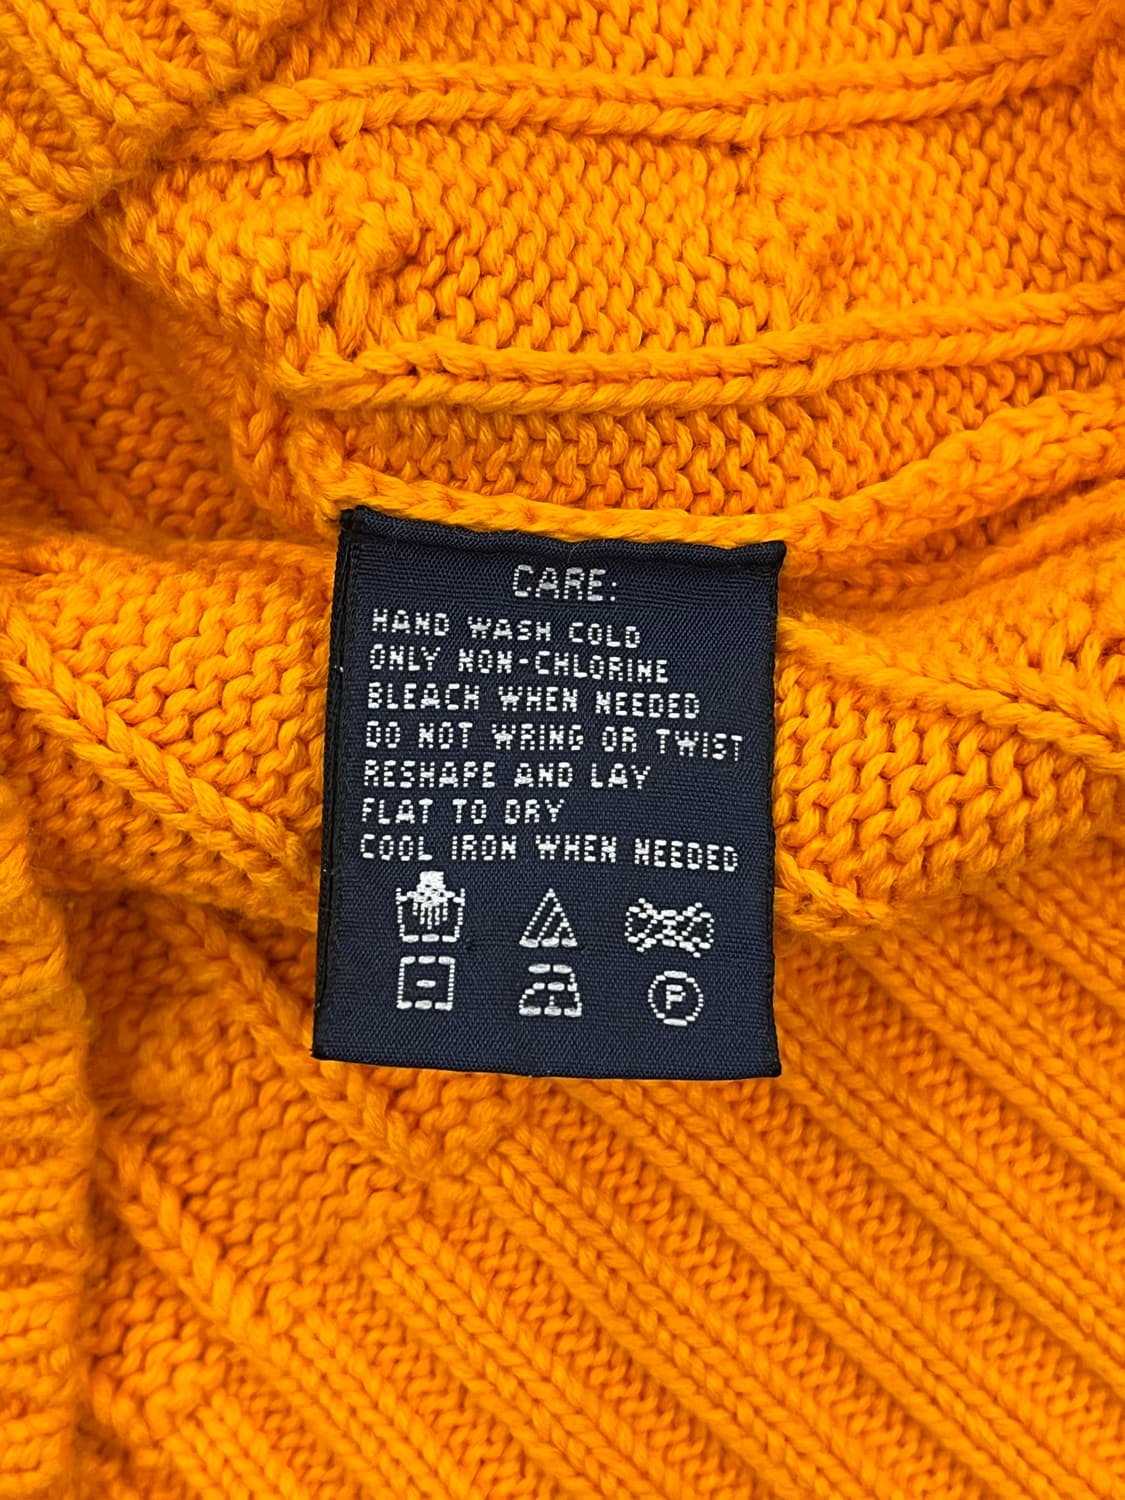 CARE:
HAND WASH COLD
ONLY NON-CHLORINE
BLEACH WHEN NEEDED
DO NOT WRING OR TWIST
RESHAPE AND LAY
FLAT TO DRY
COOL IRON WHEN NEEDED
P